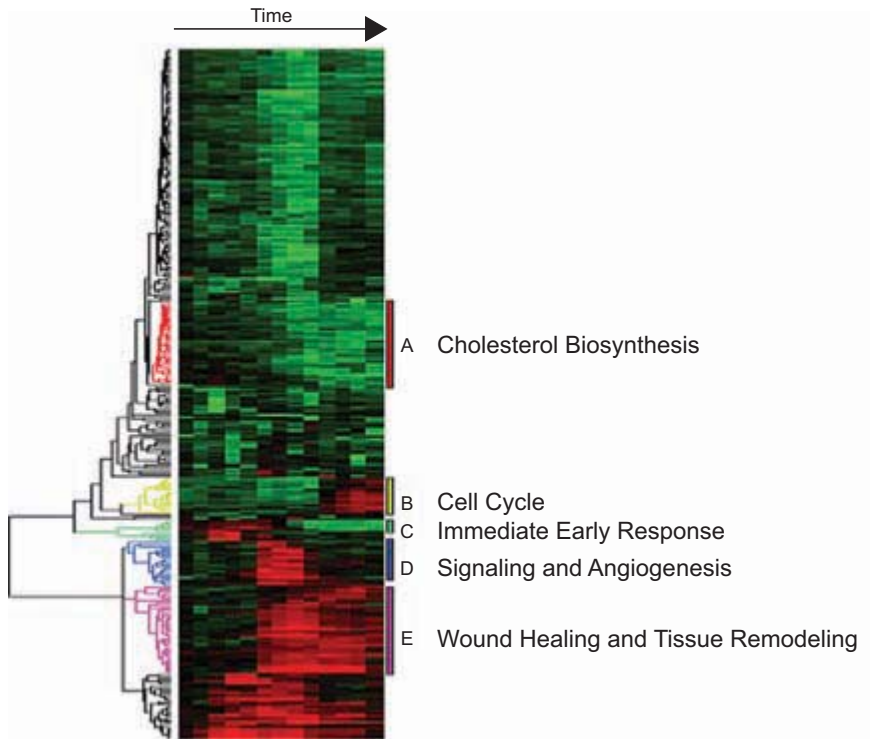 Time
A Cholesterol Biosynthesis
B Cell Cycle
C Immediate Early Response
D Signaling and Angiogenesis
E Wound Healing and Tissue Remodeling